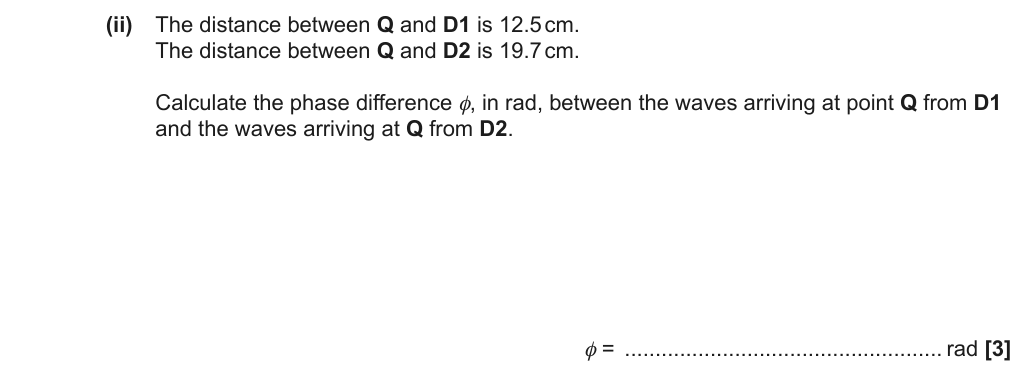 (ii) The distance between Q and D1 is 12.5 cm.
The distance between Q and D2 is 19.7 cm.
Calculate the phase difference ϕ, in rad, between the waves arriving at point Q from D1
and the waves arriving at Q from D2.
ϕ = .................................................... rad [3]